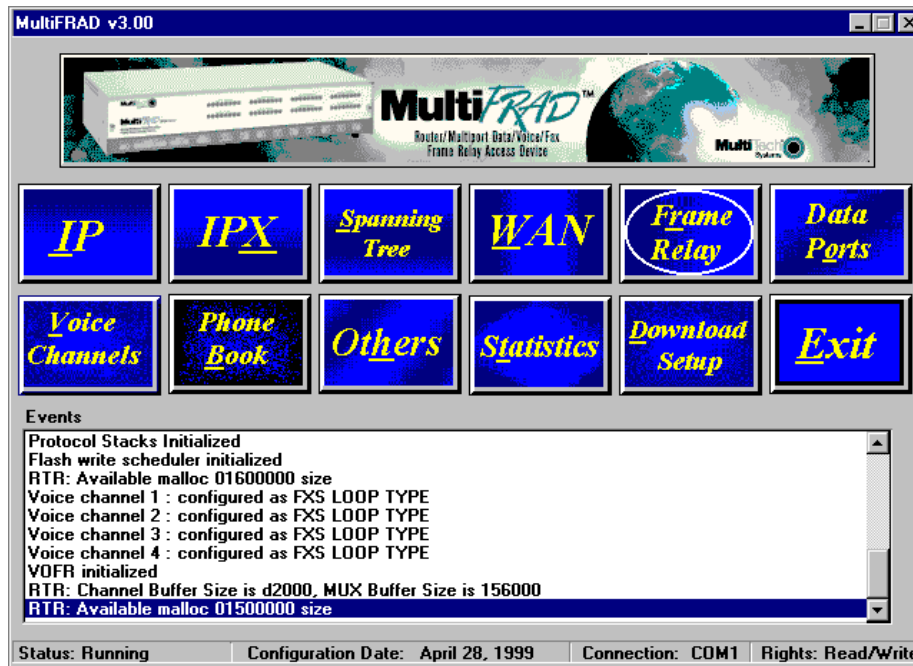 MultiFRAD v3.00
MultiFRAD™
Router/Multiport Data/Voice/Fax
Frame Relay Access Device
MultiTech
Systems
IP
IPX
Spanning
Tree
WAN
Frame
Relay
Data
Ports
Voice
Channels
Phone
Book
Others
Statistics
Download
Setup
Exit
Events
Protocol Stacks Initialized
Flash write scheduler initialized
RTR: Available malloc 01600000 size
Voice channel 1 : configured as FXS LOOP TYPE
Voice channel 2 : configured as FXS LOOP TYPE
Voice channel 3 : configured as FXS LOOP TYPE
Voice channel 4 : configured as FXS LOOP TYPE
VOFR initialized
RTR: Channel Buffer Size is d2000, MUX Buffer Size is 156000
RTR: Available malloc 01500000 size
Status: Running Configuration Date: April 28, 1999 Connection: COM1 Rights: Read/Write